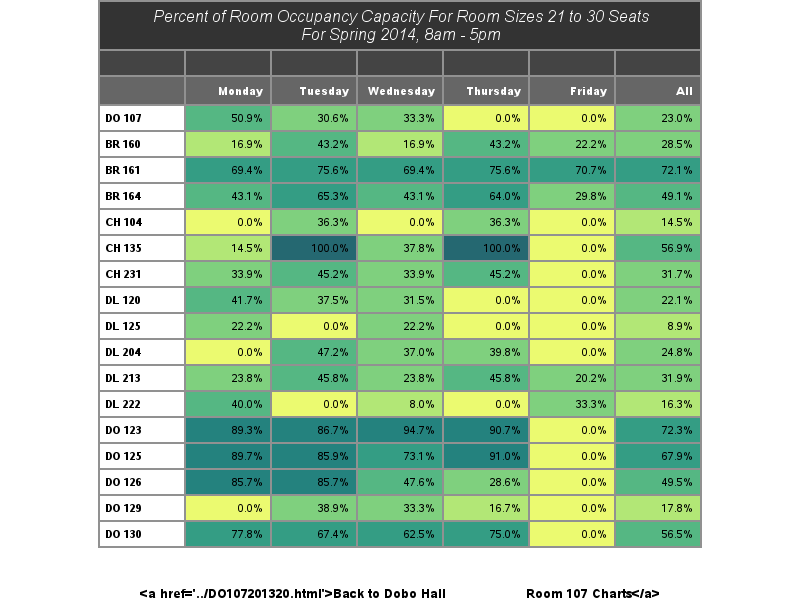 Percent of Room Occupancy Capacity For Room Sizes 21 to 30 Seats
For Spring 2014, 8am - 5pm
Monday Tuesday Wednesday Thursday Friday All
DO 107 50.9% 30.6% 33.3% 0.0% 0.0% 23.0%
BR 160 16.9% 43.2% 16.9% 43.2% 22.2% 28.5%
BR 161 69.4% 75.6% 69.4% 75.6% 70.7% 72.1%
BR 164 43.1% 65.3% 43.1% 64.0% 29.8% 49.1%
CH 104 0.0% 36.3% 0.0% 36.3% 0.0% 14.5%
CH 135 14.5% 100.0% 37.8% 100.0% 0.0% 56.9%
CH 231 33.9% 45.2% 33.9% 45.2% 0.0% 31.7%
DL 120 41.7% 37.5% 31.5% 0.0% 0.0% 22.1%
DL 125 22.2% 0.0% 22.2% 0.0% 0.0% 8.9%
DL 204 0.0% 47.2% 37.0% 39.8% 0.0% 24.8%
DL 213 23.8% 45.8% 23.8% 45.8% 20.2% 31.9%
DL 222 40.0% 0.0% 8.0% 0.0% 33.3% 16.3%
DO 123 89.3% 86.7% 94.7% 90.7% 0.0% 72.3%
DO 125 89.7% 85.9% 73.1% 91.0% 0.0% 67.9%
DO 126 85.7% 85.7% 47.6% 28.6% 0.0% 49.5%
DO 129 0.0% 38.9% 33.3% 16.7% 0.0% 17.8%
DO 130 77.8% 67.4% 62.5% 75.0% 0.0% 56.5%
<a href='../DO107201320.html'>Back to Dobo Hall Room 107 Charts</a>